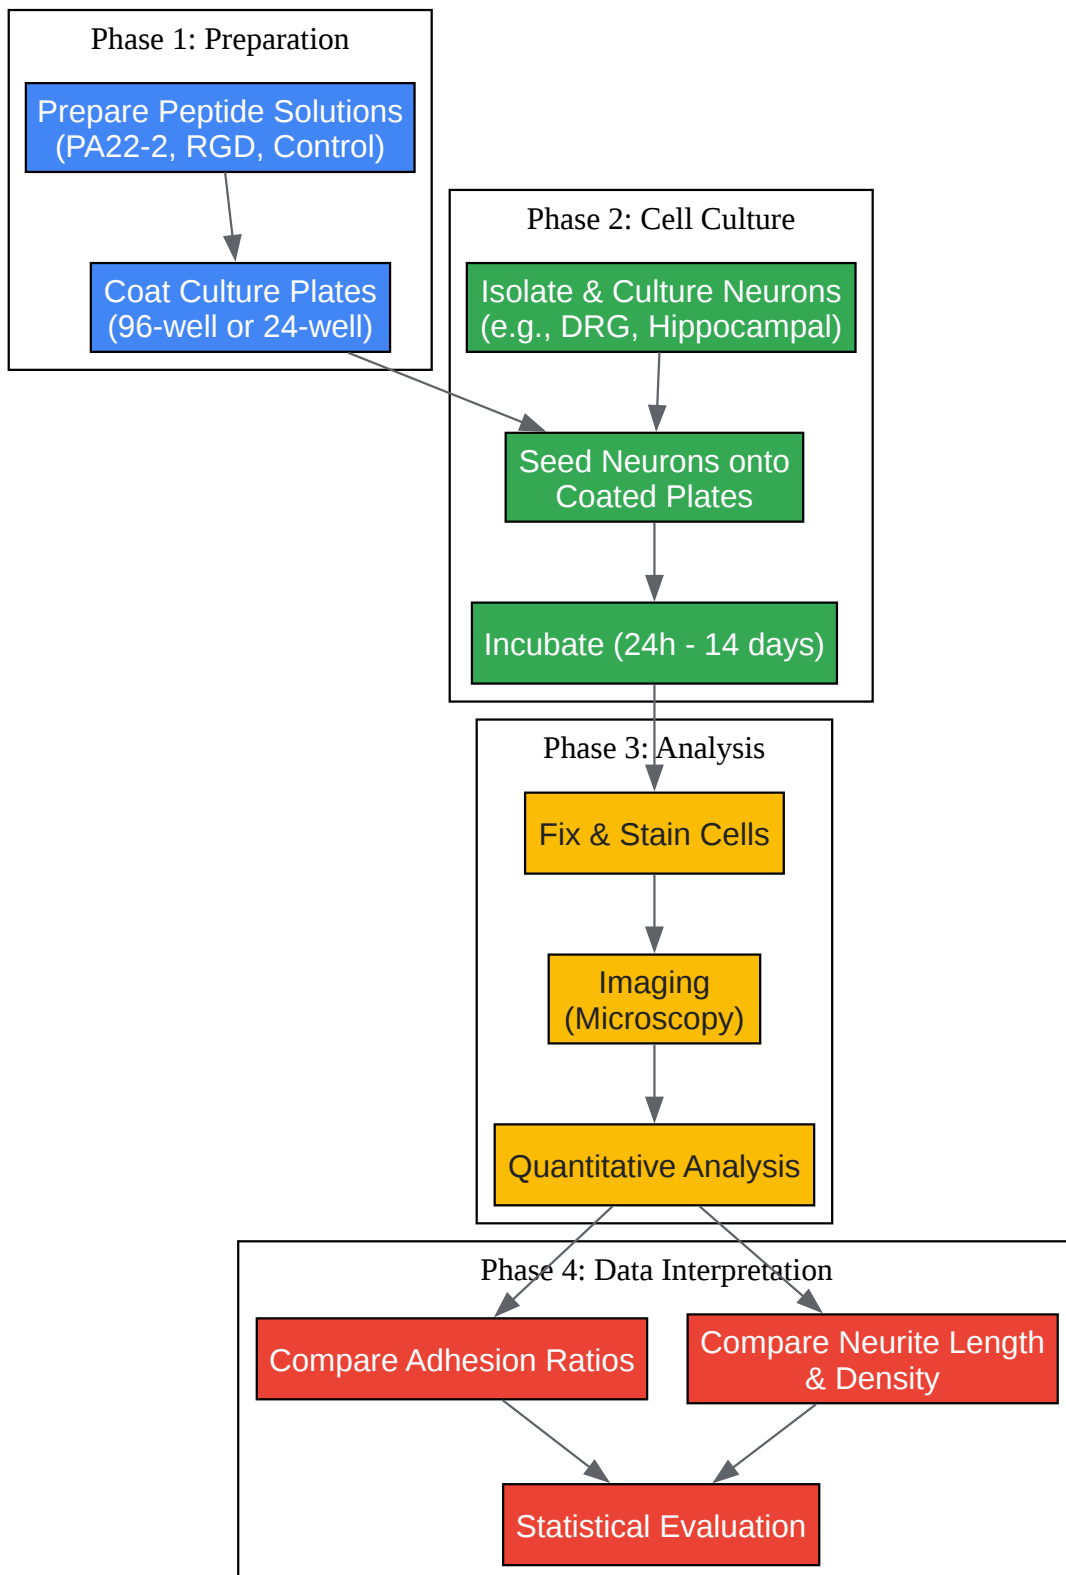 Phase 1: Preparation
Prepare Peptide Solutions
(PA22-2, RGD, Control)
Coat Culture Plates
(96-well or 24-well)
Phase 2: Cell Culture
Isolate & Culture Neurons
(e.g., DRG, Hippocampal)
Seed Neurons onto
Coated Plates
Incubate (24h - 14 days)
Phase 3: Analysis
Fix & Stain Cells
Imaging
(Microscopy)
Quantitative Analysis
Phase 4: Data Interpretation
Compare Adhesion Ratios
Compare Neurite Length
& Density
Statistical Evaluation